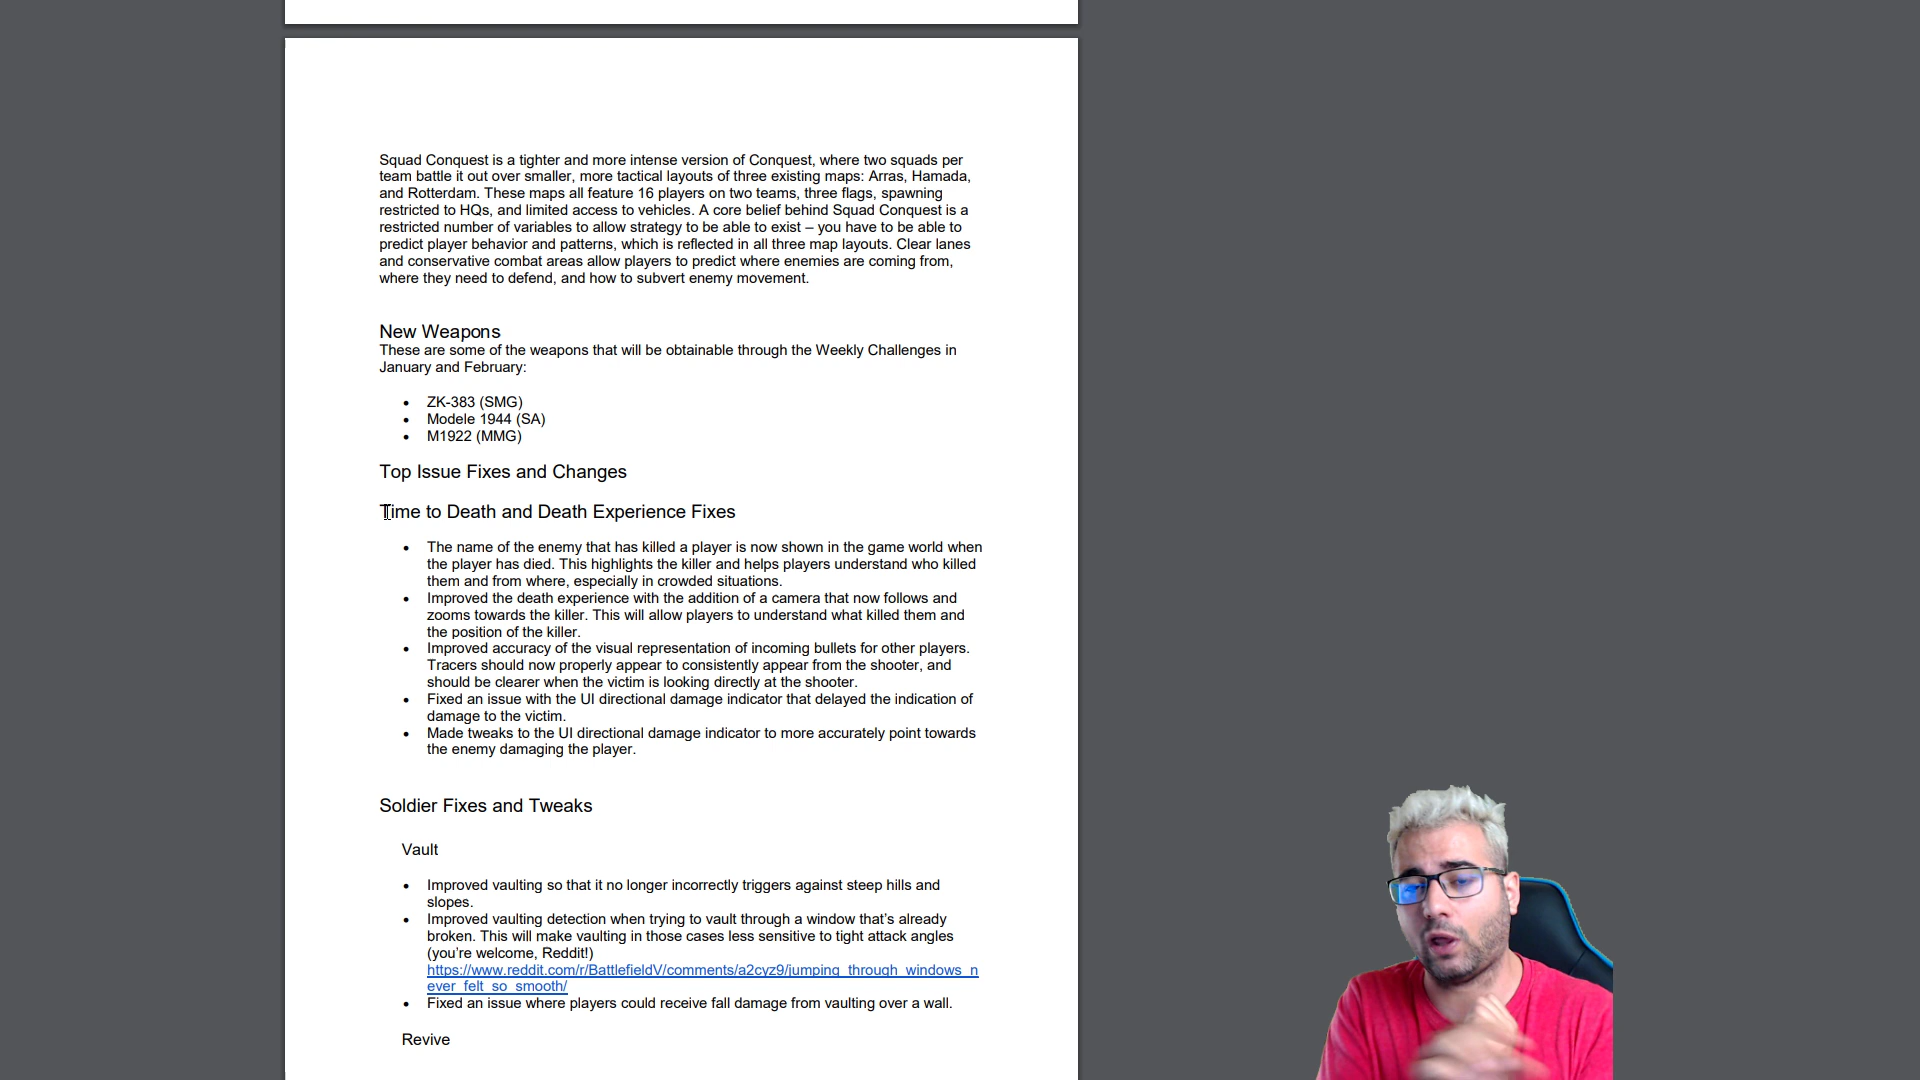 Squad Conquest is a tighter and more intense version of Conquest, where two squads per
team battle it out over smaller, more tactical layouts of three existing maps: Arras, Hamada,
and Rotterdam. These maps all feature 16 players on two teams, three flags, spawning
restricted to HQs, and limited access to vehicles. A core belief behind Squad Conquest is a
restricted number of variables to allow strategy to be able to exist – you have to be able to
predict player behavior and patterns, which is reflected in all three map layouts. Clear lanes
and conservative combat areas allow players to predict where enemies are coming from,
where they need to defend, and how to subvert enemy movement.
New Weapons
These are some of the weapons that will be obtainable through the Weekly Challenges in
January and February:
• ZK-383 (SMG)
• Modele 1944 (SA)
• M1922 (MMG)
Top Issue Fixes and Changes
Time to Death and Death Experience Fixes
• The name of the enemy that has killed a player is now shown in the game world when
the player has died. This highlights the killer and helps players understand who killed
them and from where, especially in crowded situations.
• Improved the death experience with the addition of a camera that now follows and
zooms towards the killer. This will allow players to understand what killed them and
the position of the killer.
• Improved accuracy of the visual representation of incoming bullets for other players.
Tracers should now properly appear to consistently appear from the shooter, and
should be clearer when the victim is looking directly at the shooter.
• Fixed an issue with the UI directional damage indicator that delayed the indication of
damage to the victim.
• Made tweaks to the UI directional damage indicator to more accurately point towards
the enemy damaging the player.
Soldier Fixes and Tweaks
Vault
• Improved vaulting so that it no longer incorrectly triggers against steep hills and
slopes.
• Improved vaulting detection when trying to vault through a window that’s already
broken. This will make vaulting in those cases less sensitive to tight attack angles
(you’re welcome, Reddit!)
https://www.reddit.com/r/BattlefieldV/comments/a2cyz9/jumping_through_windows_n
ever_felt_so_smooth/
• Fixed an issue where players could receive fall damage from vaulting over a wall.
Revive